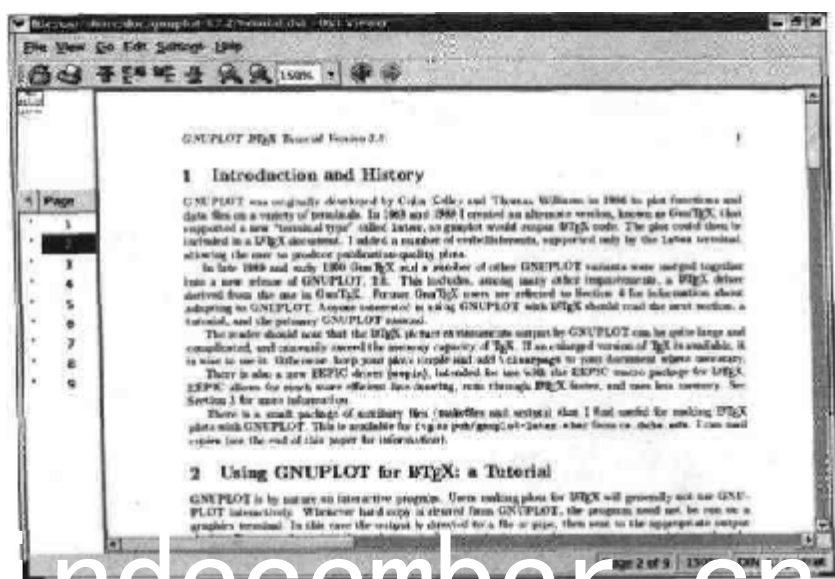 File View Go Edit Settings Help
150%
GNUPLOT LATEX Tutorial Version 2.3 1
1 Introduction and History
Page
1
2
3
4
5
6
7
8
9
GNUPLOT was originally developed by Colin Kelley and Thomas Williams in 1986 to plot functions and
data files on a variety of terminals. In 1988 and 1989 I created an alternate version, known as GnuTEX, that
supported a new "terminal type" called latex, so gnuplot would output LATEX code. The plot could then be
included in a LATEX document. I added a number of embellishments, supported only by the latex terminal,
allowing the user to produce publication-quality plots.
In late 1989 and early 1990 GnuTEX and a number of other GNUPLOT variants were merged together
into a new release of GNUPLOT, 2.0. This includes, among many other improvements, a LATEX driver
derived from the one in GnuTEX. Former GnuTEX users are referred to Section 4 for information about
adapting to GNUPLOT. Anyone interested in using GNUPLOT with LATEX should read the next section, a
tutorial, and the primary GNUPLOT manual.
The reader should note that the LATEX picture environments output by GNUPLOT can be quite large and
complicated, and can easily exceed the memory capacity of TEX. If an enlarged version of TEX is available, it
is wise to use it. Otherwise, keep your plots simple and add \clearpage to your document where necessary.
There is also a new EEPIC driver (eepic), intended for use with the EEPIC macro package for LATEX.
EEPIC allows for much more efficient line drawing, runs through LATEX faster, and uses less memory. See
Section 3 for more information.
There is a small package of auxiliary files (makefiles and scripts) that I find useful for making LATEX
plots with GNUPLOT. This is available for ftp as I can mail
copies (see the end of this paper for information).
2 Using GNUPLOT for LATEX: a Tutorial
GNUPLOT is by nature an interactive program. Users making plots for LATEX will generally not use GNU-
PLOT interactively. Whenever hard copy is desired from GNUPLOT, the program need not be run on a
graphics terminal. In this case the output is directed to a file or pipe, then sent to the appropriate output
Page 2 of 9